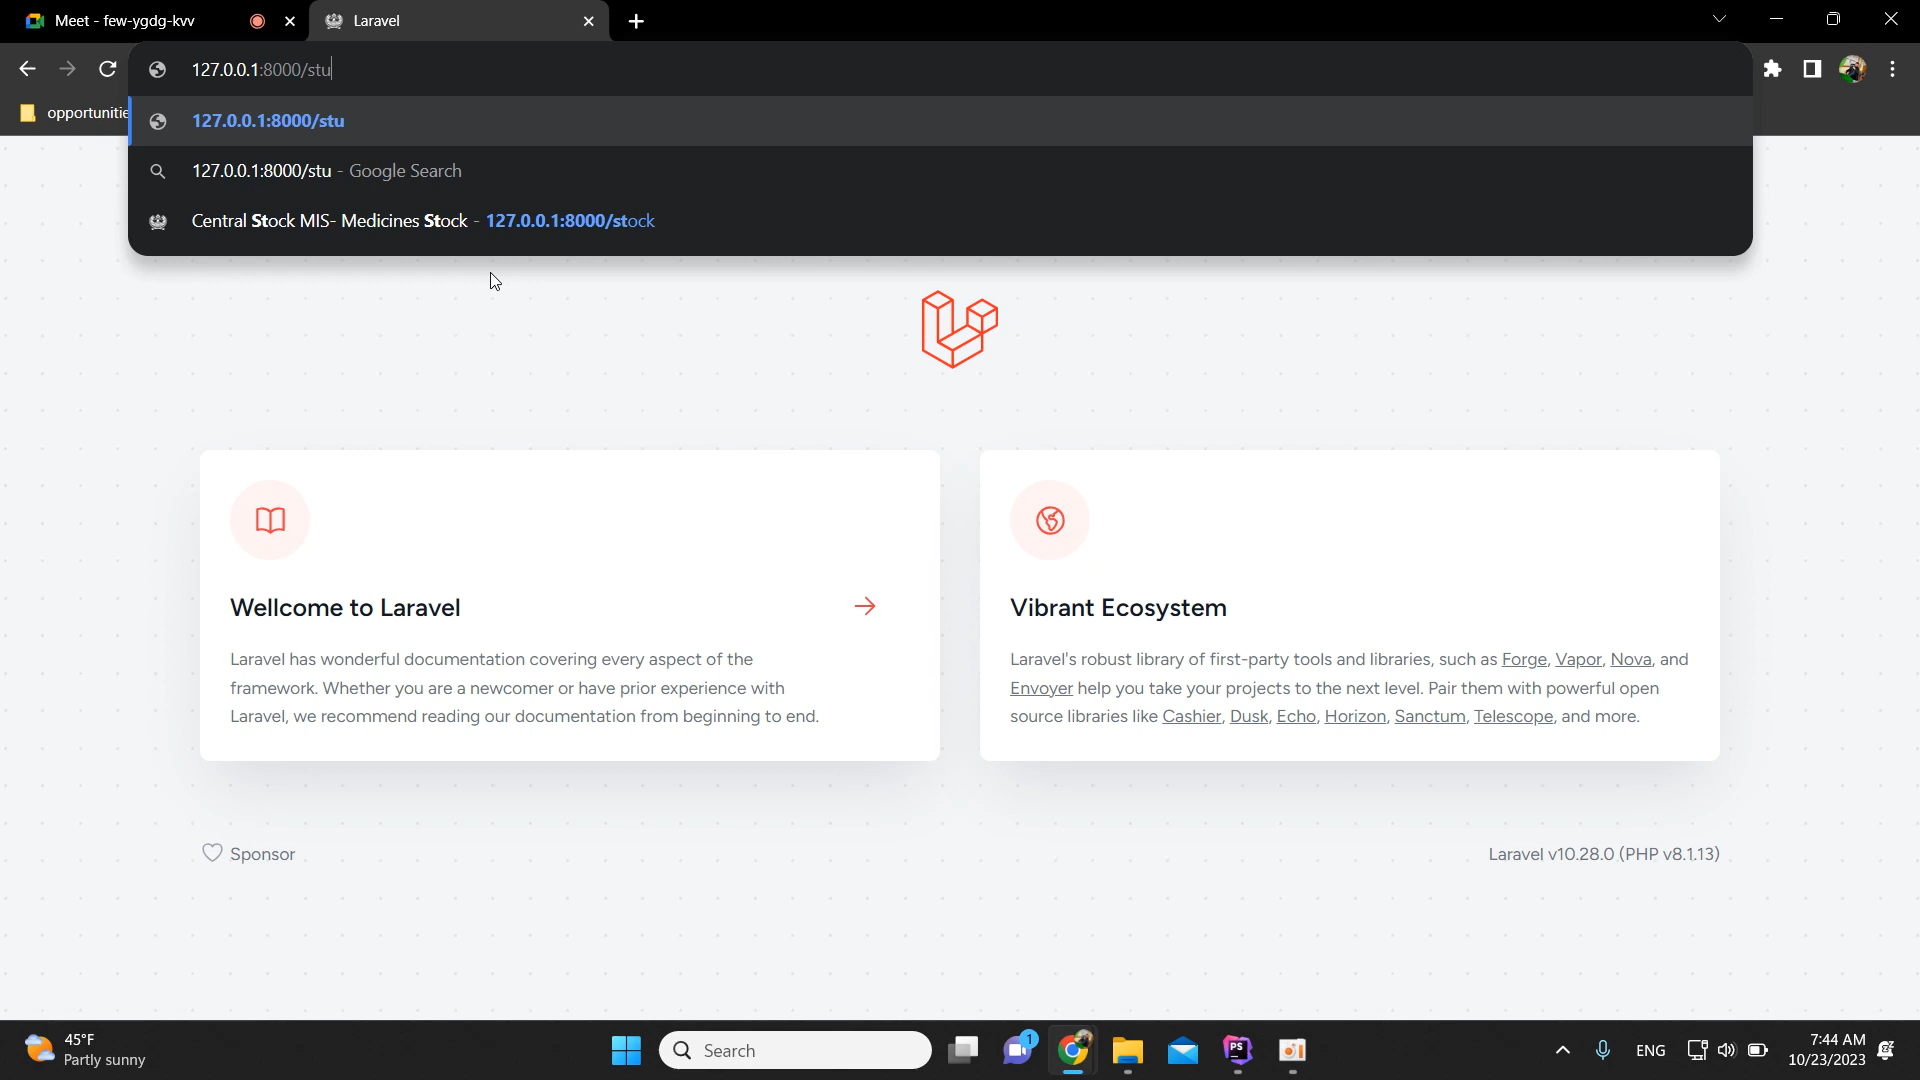 Meet - few-ygdg-kvv
Laravel
127.0.0.1:8000/stu
opportunitie
127.0.0.1:8000/stu
127.0.0.1:8000/stu - Google Search
Central Stock MIS- Medicines Stock - 127.0.0.1:8000/stock
Wellcome to Laravel
Laravel has wonderful documentation covering every aspect of the
framework. Whether you are a newcomer or have prior experience with
Laravel, we recommend reading our documentation from beginning to end.
Vibrant Ecosystem
Laravel's robust library of first-party tools and libraries, such as Forge, Vapor, Nova, and
Envoyer help you take your projects to the next level. Pair them with powerful open
source libraries like Cashier, Dusk, Echo, Horizon, Sanctum, Telescope, and more.
Sponsor
Laravel v10.28.0 (PHP v8.1.13)
45°F
Partly sunny
Search
1
PS
ENG
7:44 AM
10/23/2023